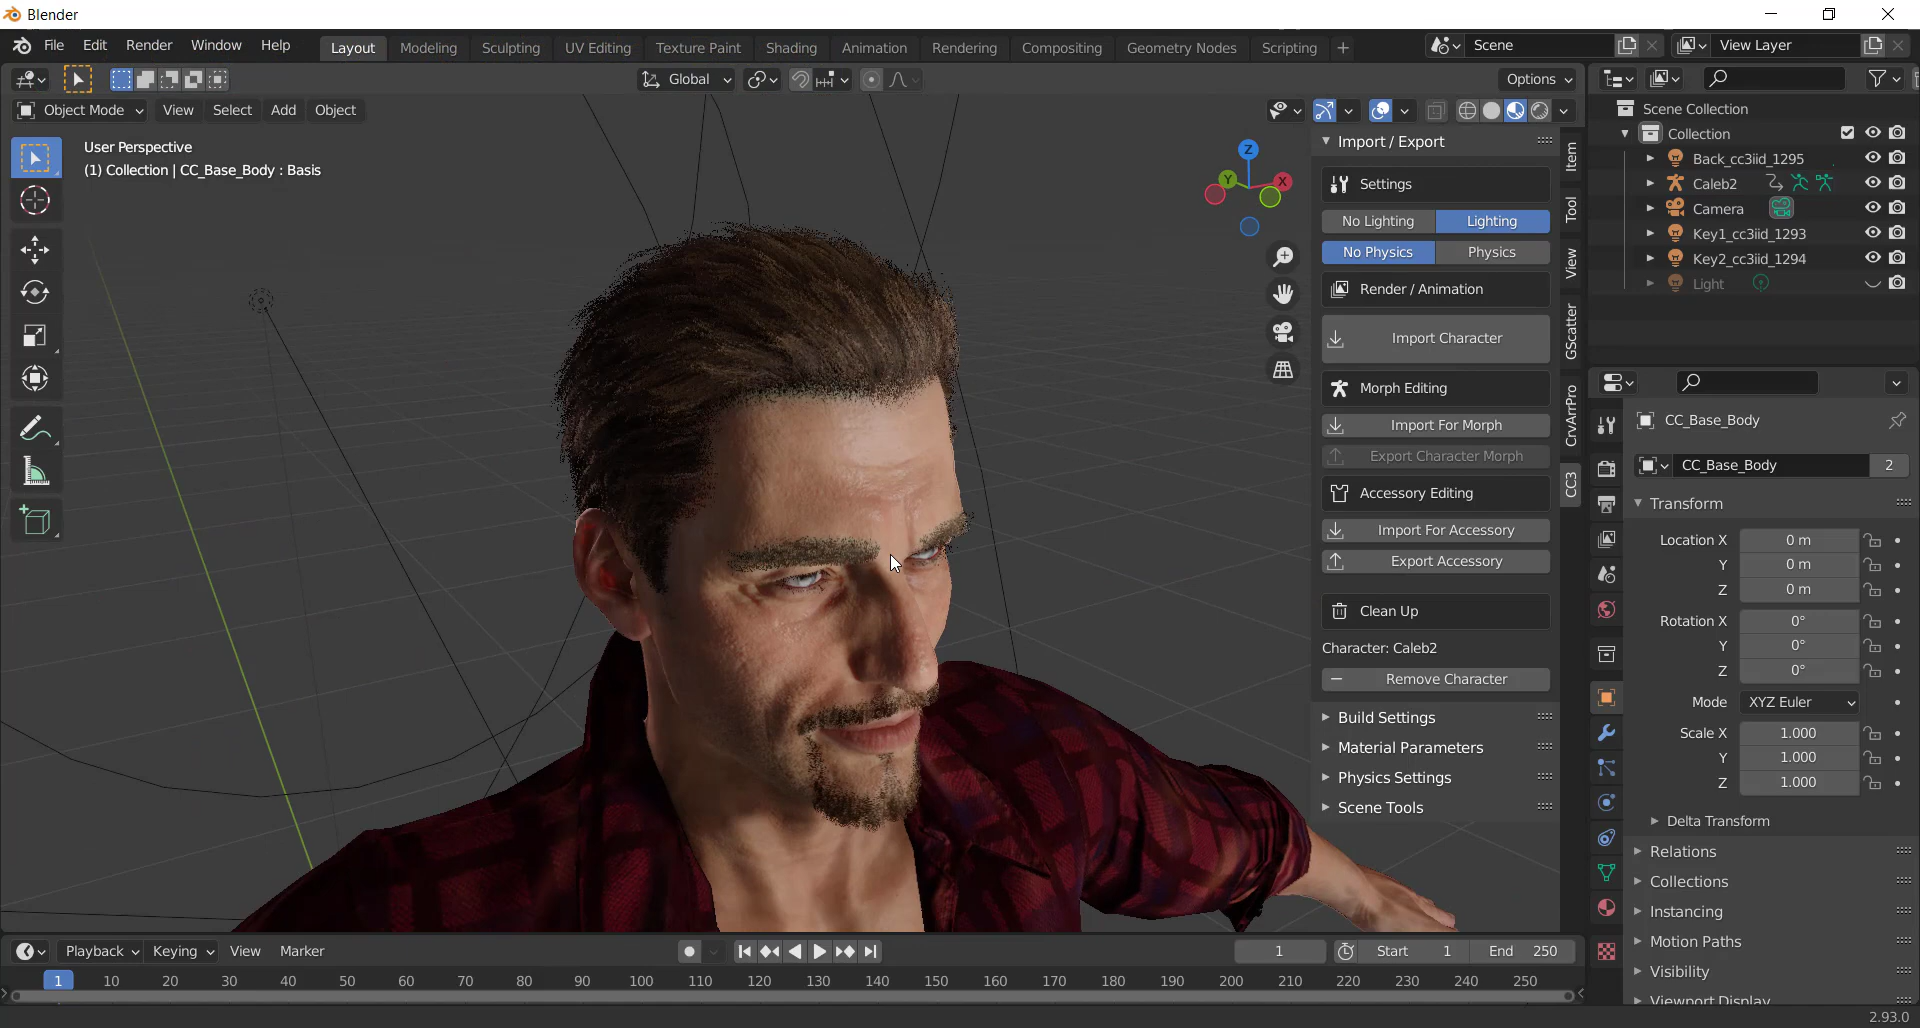 Blender
File Edit Render Window Help Layout Modeling Sculpting UV Editing Texture Paint Shading Animation Rendering Compositing Geometry Nodes Scripting + Scene View Layer
Global Options
Object Mode View Select Add Object
User Perspective
(1) Collection | CC_Base_Body : Basis
Z
Y
X
Import / Export
Settings
No Lighting Lighting
No Physics Physics
Render / Animation
Import Character
Morph Editing
Import For Morph
Export Character Morph
Accessory Editing
Import For Accessory
Export Accessory
Clean Up
Character: Caleb2
Remove Character
Build Settings
Material Parameters
Physics Settings
Scene Tools
Item
Tool
View
GScatter
CrvArrPro
CC3
Scene Collection
Collection
Back_cc3iid_1295
Caleb2
Camera
Key1_cc3iid_1293
Key2_cc3iid_1294
Light
CC_Base_Body
CC_Base_Body 2
Transform
Location X 0 m
Y 0 m
Z 0 m
Rotation X 0°
Y 0°
Z 0°
Mode XYZ Euler
Scale X 1.000
Y 1.000
Z 1.000
Delta Transform
Relations
Collections
Instancing
Motion Paths
Visibility
Viewport Display
Playback Keying View Marker 1 Start 1 End 250
1 10 20 30 40 50 60 70 80 90 100 110 120 130 140 150 160 170 180 190 200 210 220 230 240 250
2.93.0